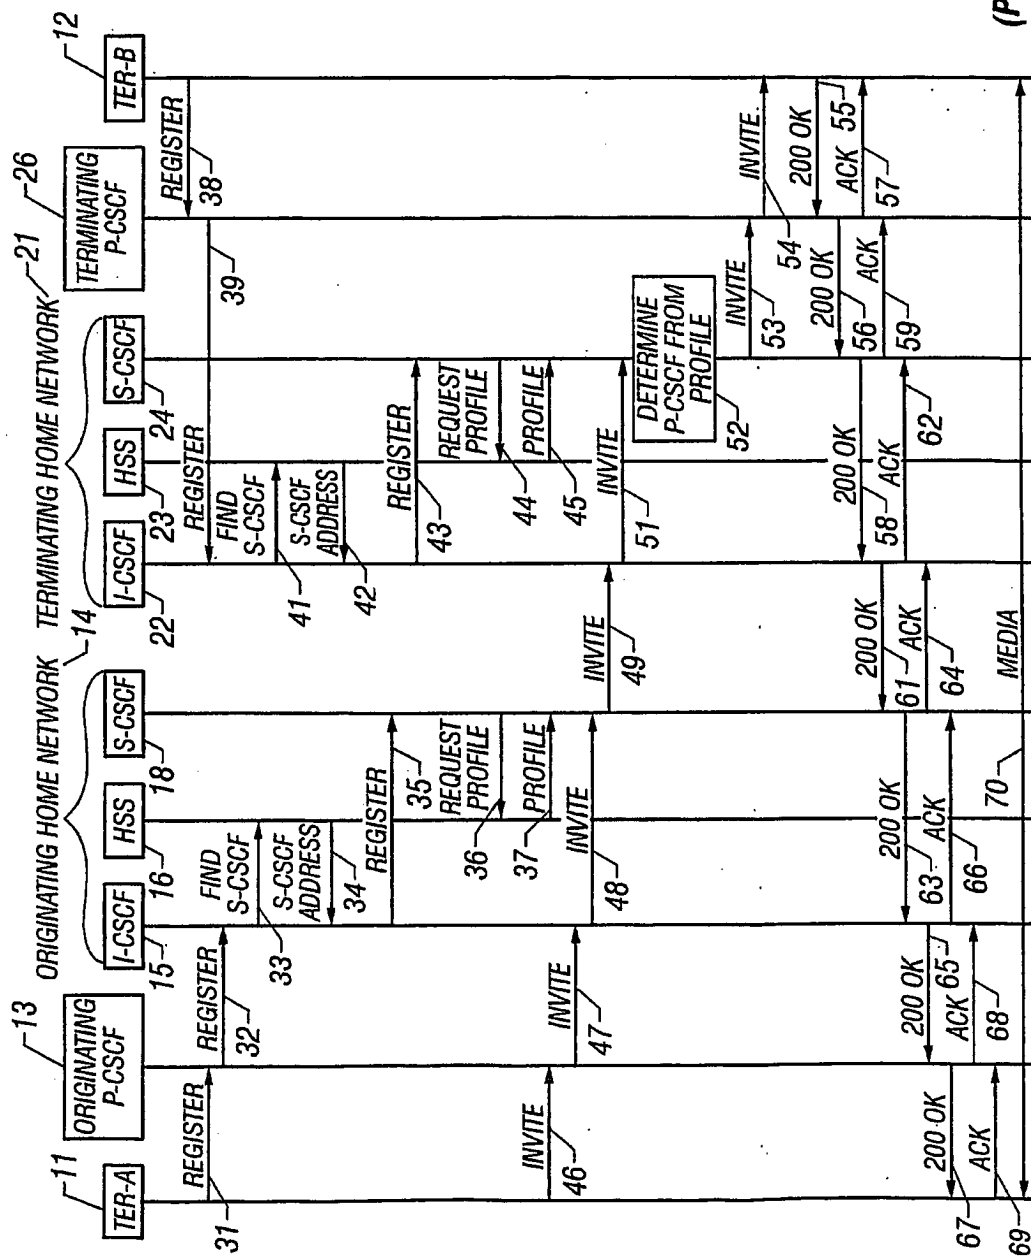 11
TER-A
13
ORIGINATING
P-CSCF
ORIGINATING HOME NETWORK
14
I-CSCF
15
HSS
16
S-CSCF
18
TERMINATING HOME NETWORK
21
I-CSCF
22
HSS
23
S-CSCF
24
TERMINATING
P-CSCF
26
TER-B
12
REGISTER
31
REGISTER
32
FIND
S-CSCF
33
S-CSCF
ADDRESS
34
REGISTER
35
REQUEST
PROFILE
36
PROFILE
37
REGISTER
38
REGISTER
39
FIND
S-CSCF
41
S-CSCF
ADDRESS
42
REGISTER
43
REQUEST
PROFILE
44
PROFILE
45
INVITE
46
INVITE
47
INVITE
48
INVITE
49
INVITE
51
DETERMINE
P-CSCF FROM
PROFILE
52
INVITE
53
INVITE
54
200 OK
55
200 OK
56
ACK
57
200 OK
58
ACK
59
200 OK
61
ACK
62
200 OK
63
ACK
64
200 OK
65
ACK
66
200 OK
67
ACK
68
ACK
69
MEDIA
70
(P